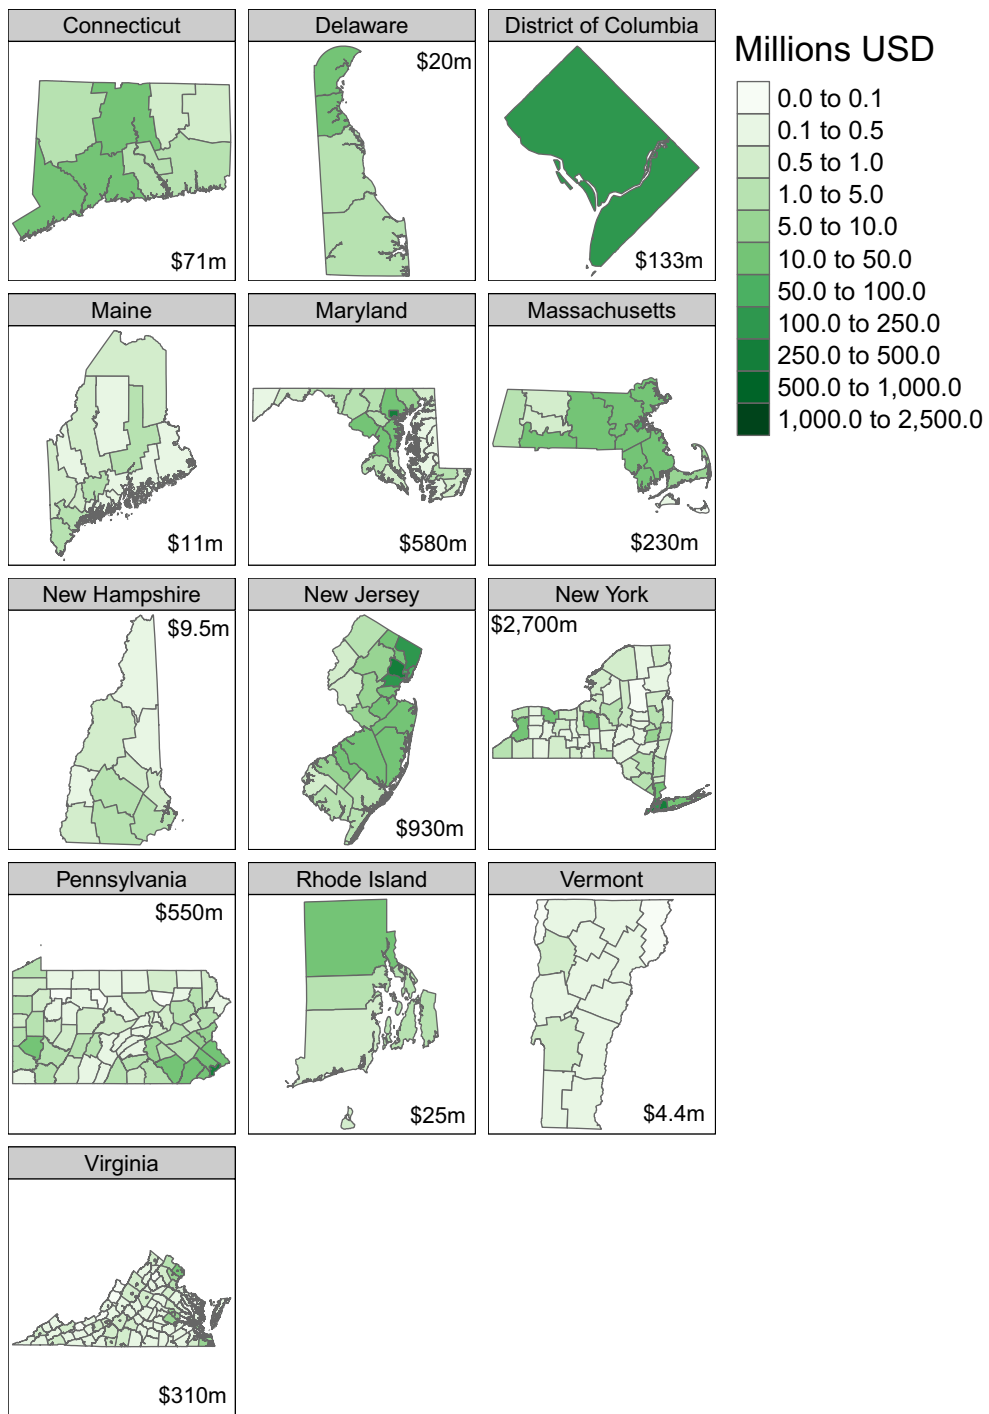 Connecticut
Delaware
District of Columbia
$71m
$20m
$133m
Maine
Maryland
Massachusetts
$11m
$580m
$230m
New Hampshire
New Jersey
New York
$9.5m
$930m
$2,700m
Pennsylvania
Rhode Island
Vermont
$550m
$25m
$4.4m
Virginia
$310m
Millions USD
0.0 to 0.1
0.1 to 0.5
0.5 to 1.0
1.0 to 5.0
5.0 to 10.0
10.0 to 50.0
50.0 to 100.0
100.0 to 250.0
250.0 to 500.0
500.0 to 1,000.0
1,000.0 to 2,500.0